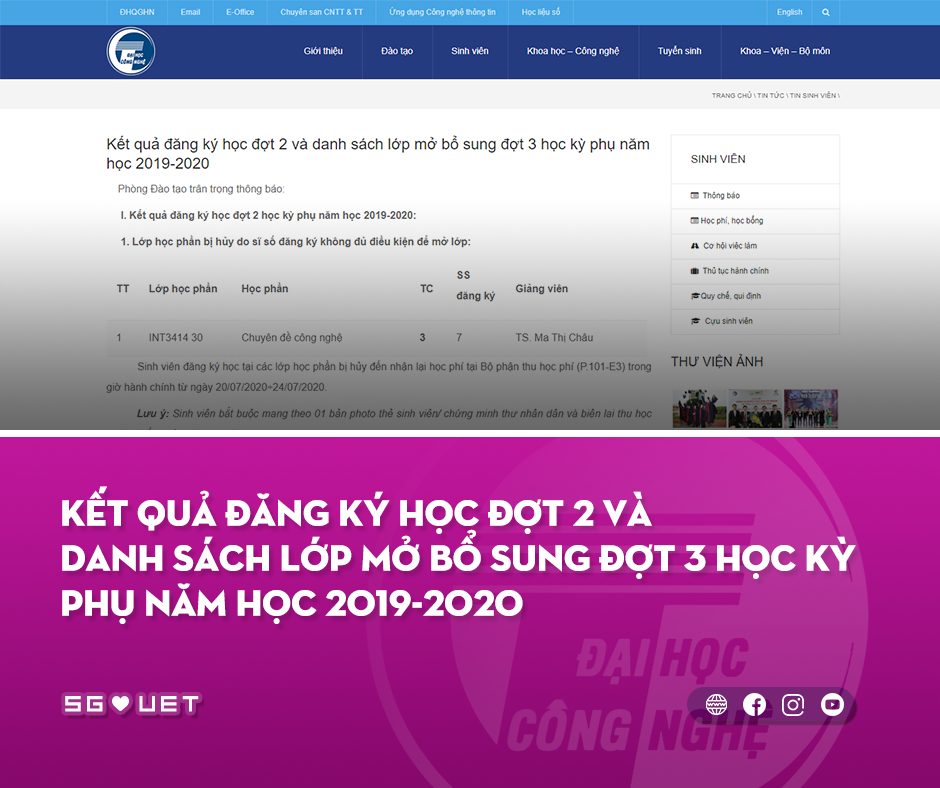 ĐHQGHN Email E-Office Chuyên san CNTT & TT Ứng dụng Công nghệ thông tin Học liệu số English
ĐẠI HỌC
CÔNG NGHỆ
Giới thiệu Đào tạo Sinh viên Khoa học – Công nghệ Tuyển sinh Khoa – Viện – Bộ môn
TRANG CHỦ \ TIN TỨC \ TIN SINH VIÊN \
Kết quả đăng ký học đợt 2 và danh sách lớp mở bổ sung đợt 3 học kỳ phụ năm
học 2019-2020
Phòng Đào tạo trân trọng thông báo:
I. Kết quả đăng ký học đợt 2 học kỳ phụ năm học 2019-2020:
1. Lớp học phần bị hủy do sĩ số đăng ký không đủ điều kiện để mở lớp:
TT Lớp học phần Học phần TC SS đăng ký Giảng viên
1 INT3414 30 Chuyên đề công nghệ 3 7 TS. Ma Thị Châu
Sinh viên đăng ký học tại các lớp học phần bị hủy đến nhận lại học phí tại Bộ phận thu học phí (P.101-E3) trong
giờ hành chính từ ngày 20/07/2020÷24/07/2020.
Lưu ý: Sinh viên bắt buộc mang theo 01 bản photo thẻ sinh viên/ chứng minh thư nhân dân và biên lai thu học
SINH VIÊN
Thông báo
Học phí, học bổng
Cơ hội việc làm
Thủ tục hành chính
Quy chế, qui định
Cựu sinh viên
THƯ VIỆN ẢNH
KẾT QUẢ ĐĂNG KÝ HỌC ĐỢT 2 VÀ
DANH SÁCH LỚP MỞ BỔ SUNG ĐỢT 3 HỌC KỲ
PHỤ NĂM HỌC 2019-2020
ĐẠI HỌC
CÔNG NGHỆ
SG UET
www